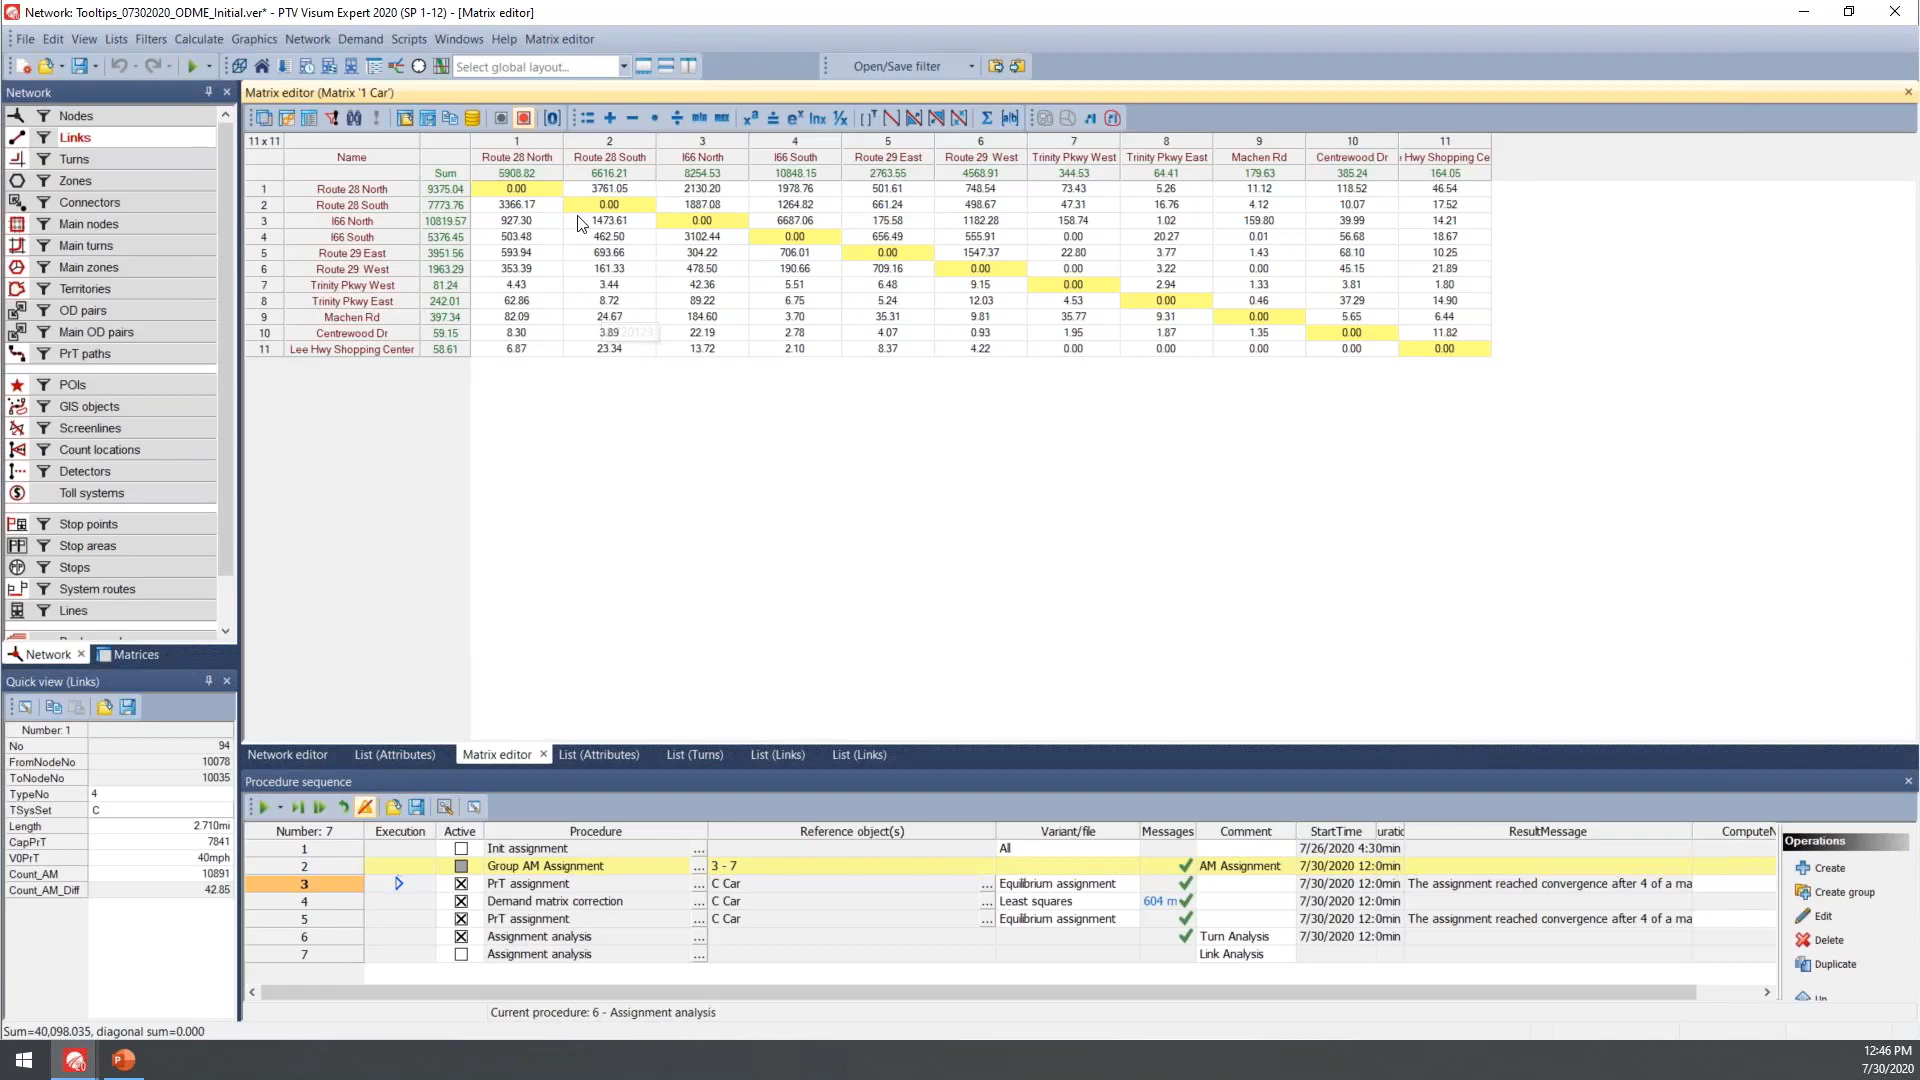 Network: Tooltips_07302020_ODME_Initial.ver* - PTV Visum Expert 2020 (SP 1-12) - [Matrix editor]
File Edit View Lists Filters Calculate Graphics Network Demand Scripts Windows Help Matrix editor
Select global layout... Open/Save filter
Network
Nodes
Links
Turns
Zones
Connectors
Main nodes
Main turns
Main zones
Territories
OD pairs
Main OD pairs
PrT paths
POIs
GIS objects
Screenlines
Count locations
Detectors
Toll systems
Stop points
Stop areas
Stops
System routes
Lines
Network Matrices
Quick view (Links)
Number: 1
No 94
FromNodeNo 10078
ToNodeNo 10035
TypeNo 4
TSysSet C
Length 2.710mi
CapPrT 7841
V0PrT 40mph
Count_AM 10891
Count_AM_Diff 42.85
Matrix editor (Matrix '1 Car')
11 x 11 1 2 3 4 5 6 7 8 9 10 11
Name Route 28 North Route 28 South I66 North I66 South Route 29 East Route 29 West Trinity Pkwy West Trinity Pkwy East Machen Rd Centrewood Dr Hwy Shopping Ce
Sum 5908.82 6616.21 8254.53 10848.15 2763.55 4568.91 344.53 64.41 179.63 385.24 164.05
1 Route 28 North 9375.04 0.00 3761.05 2130.20 1978.76 501.61 748.54 73.43 5.26 11.12 118.52 46.54
2 Route 28 South 7773.76 3366.17 0.00 1887.08 1264.82 661.24 498.67 47.31 16.76 4.12 10.07 17.52
3 I66 North 10819.57 927.30 1473.61 0.00 6687.06 175.58 1182.28 158.74 1.02 159.80 39.99 14.21
4 I66 South 5376.45 503.48 462.50 3102.44 0.00 656.49 555.91 0.00 20.27 0.01 56.68 18.67
5 Route 29 East 3951.56 593.94 693.66 304.22 706.01 0.00 1547.37 22.80 3.77 1.43 68.10 10.25
6 Route 29 West 1963.29 353.39 161.33 478.50 190.66 709.16 0.00 0.00 3.22 0.00 45.15 21.89
7 Trinity Pkwy West 81.24 4.43 3.44 42.36 5.51 6.48 9.15 0.00 2.94 1.33 3.81 1.80
8 Trinity Pkwy East 242.01 62.86 8.72 89.22 6.75 5.24 12.03 4.53 0.00 0.46 37.29 14.90
9 Machen Rd 397.34 82.09 24.67 184.60 3.70 35.31 9.81 35.77 9.31 0.00 5.65 6.44
10 Centrewood Dr 59.15 8.30 3.89 22.19 2.78 4.07 0.93 1.95 1.87 1.35 0.00 11.82
11 Lee Hwy Shopping Center 58.61 6.87 23.34 13.72 2.10 8.37 4.22 0.00 0.00 0.00 0.00 0.00
Network editor List (Attributes) Matrix editor List (Attributes) List (Turns) List (Links) List (Links)
Procedure sequence
Number: 7 Execution Active Procedure Reference object(s) Variant/file Messages Comment StartTime uratic ResultMessage ComputeN
1 Init assignment ... All 7/26/2020 4:30min
2 Group AM Assignment ... 3 - 7 AM Assignment 7/30/2020 12:0min
3 PrT assignment ... C Car ... Equilibrium assignment 7/30/2020 12:0min The assignment reached convergence after 4 of a ma
4 Demand matrix correction ... C Car ... Least squares 604 m 7/30/2020 12:0min
5 PrT assignment ... C Car ... Equilibrium assignment 7/30/2020 12:0min The assignment reached convergence after 4 of a ma
6 Assignment analysis ... Turn Analysis 7/30/2020 12:0min
7 Assignment analysis ... Link Analysis
Current procedure: 6 - Assignment analysis
Operations
Create
Create group
Edit
Delete
Duplicate
Sum=40,098.035, diagonal sum=0.000
12:46 PM
7/30/2020